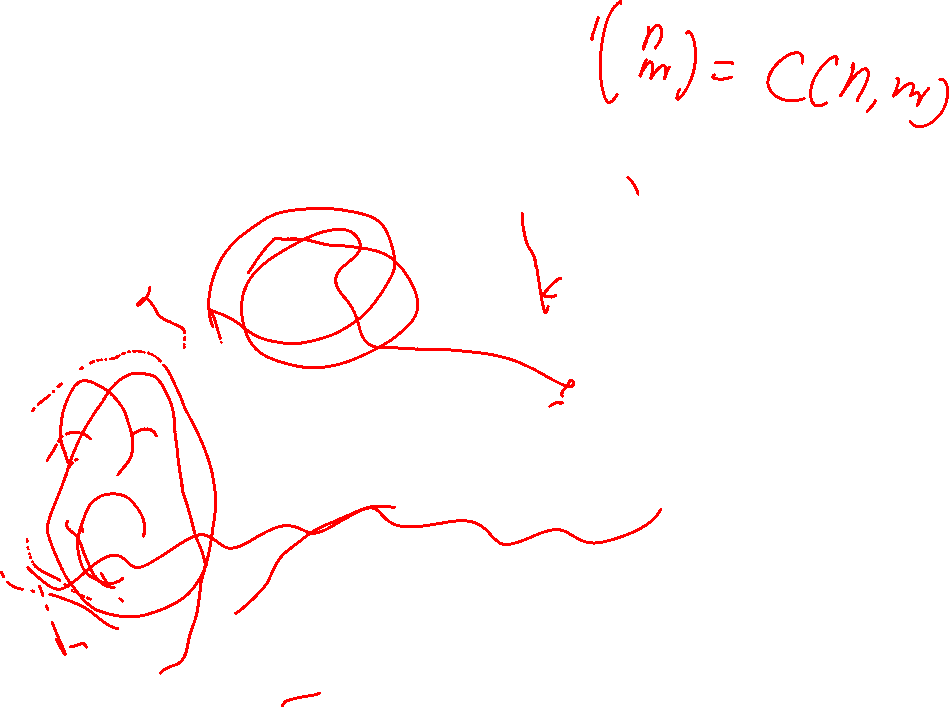 (n m) = C(n, m)